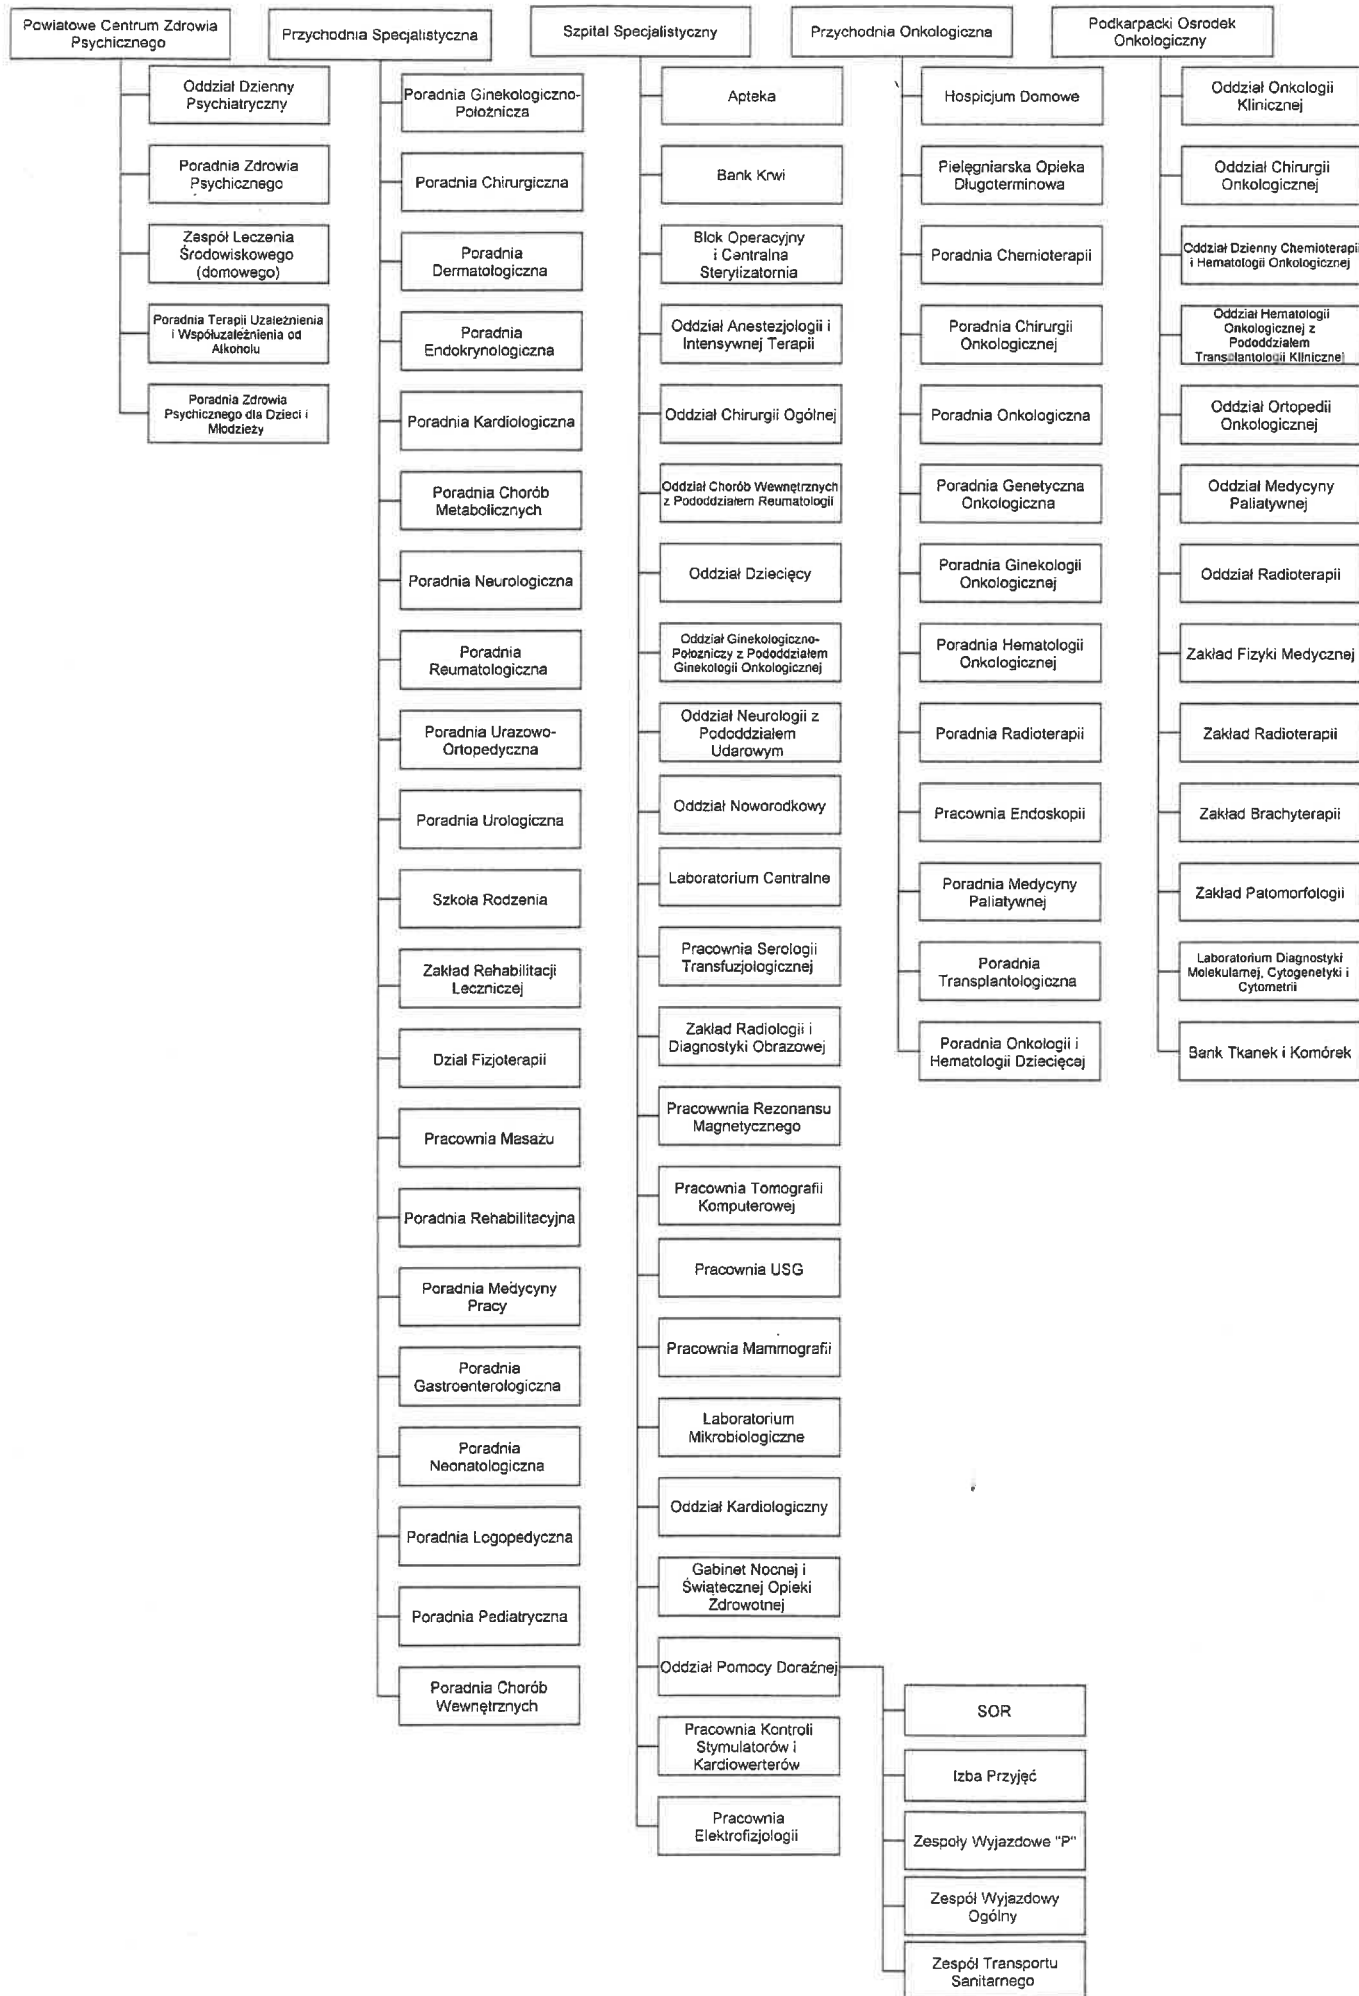 Powiatowe Centrum Zdrowia
Psychicznego
Oddział Dzienny
Psychiatryczny
Poradnia Zdrowia
Psychicznego
Zespół Leczenia
Środowiskowego
(domowego)
Poradnia Terapii Uzależnienia
i Współuzależnienia od
Alkoholu
Poradnia Zdrowia
Psychicznego dla Dzieci i
Młodzieży
Przychodnia Specjalistyczna
Poradnia Ginekologiczno-
Położnicza
Poradnia Chirurgiczna
Poradnia
Dermatologiczna
Poradnia
Endokrynologiczna
Poradnia Kardiologiczna
Poradnia Chorób
Metabolicznych
Poradnia Neurologiczna
Poradnia
Reumatologiczna
Poradnia Urazowo-
Ortopedyczna
Poradnia Urologiczna
Szkoła Rodzenia
Zakład Rehabilitacji
Leczniczej
Dział Fizjoterapii
Pracownia Masażu
Poradnia Rehabilitacyjna
Poradnia Medycyny
Pracy
Poradnia
Gastroenterologiczna
Poradnia
Neonatologiczna
Poradnia Logopedyczna
Poradnia Pediatryczna
Poradnia Chorób
Wewnętrznych
Szpital Specjalistyczny
Apteka
Bank Krwi
Blok Operacyjny
i Centralna
Sterylizatornia
Oddział Anestezjologii i
Intensywnej Terapii
Oddział Chirurgii Ogólnej
Oddział Chorób Wewnętrznych
z Pododdziałem Reumatologii
Oddział Dziecięcy
Oddział Ginekologiczno-
Położniczy z Pododdziałem
Ginekologii Onkologicznej
Oddział Neurologii z
Pododdziałem
Udarowym
Oddział Noworodkowy
Laboratorium Centralne
Pracownia Serologii
Transfuzjologicznej
Zakład Radiologii i
Diagnostyki Obrazowej
Pracowwnia Rezonansu
Magnetycznego
Pracownia Tomografii
Komputerowej
Pracownia USG
Pracownia Mammografii
Laboratorium
Mikrobiologiczne
Oddział Kardiologiczny
Gabinet Nocnej i
Świątecznej Opieki
Zdrowotnej
Oddział Pomocy Doraźnej
Pracownia Kontroli
Stymulatorów i
Kardiowerterów
Pracownia
Elektrofizjologii
SOR
Izba Przyjęć
Zespoły Wyjazdowe "P"
Zespół Wyjazdowy
Ogólny
Zespół Transportu
Sanitarnego
Przychodnia Onkologiczna
Hospicjum Domowe
Pielęgniarska Opieka
Długoterminowa
Poradnia Chemioterapii
Poradnia Chirurgii
Onkologicznej
Poradnia Onkologiczna
Poradnia Genetyczna
Onkologiczna
Poradnia Ginekologii
Onkologicznej
Poradnia Hematologii
Onkologicznej
Poradnia Radioterapii
Pracownia Endoskopii
Poradnia Medycyny
Paliatywnej
Poradnia
Transplantologiczna
Poradnia Onkologii i
Hematologii Dziecięcej
Podkarpacki Osrodek
Onkologiczny
Oddział Onkologii
Klinicznej
Oddział Chirurgii
Onkologicznej
Oddział Dzienny Chemioterapii
i Hematologii Onkologicznej
Oddział Hematologii
Onkologicznej z
Pododdziałem
Transplantologii Klinicznej
Oddział Ortopedii
Onkologicznej
Oddział Medycyny
Paliatywnej
Oddział Radioterapii
Zakład Fizyki Medycznej
Zakład Radioterapii
Zakład Brachyterapii
Zakład Patomorfologii
Laboratorium Diagnostyki
Molekularnej, Cytogenetyki i
Cytometrii
Bank Tkanek i Komórek